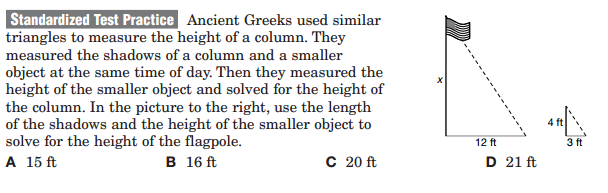 Standardized Test Practice Ancient Greeks used similar
triangles to measure the height of a column. They
measured the shadows of a column and a smaller
object at the same time of day. Then they measured the
height of the smaller object and solved for the height of
the column. In the picture to the right, use the length
of the shadows and the height of the smaller object to
solve for the height of the flagpole.
x
4 ft
12 ft
3 ft
A 15 ft B 16 ft C 20 ft D 21 ft